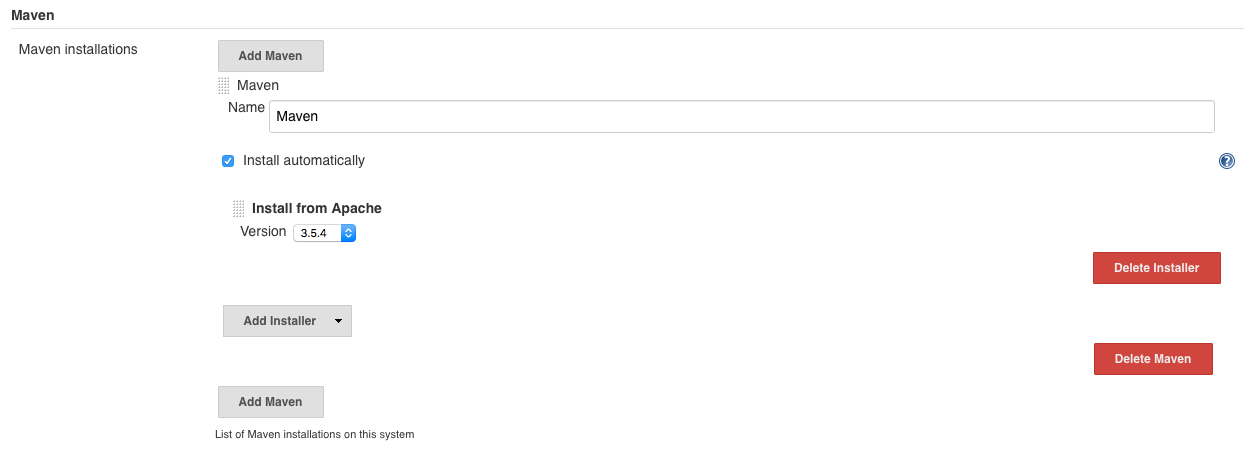 Maven
Maven installations
Add Maven
Maven
Name
Maven
Install automatically
?
Install from Apache
Version 3.5.4
Delete Installer
Add Installer
Delete Maven
Add Maven
List of Maven installations on this system